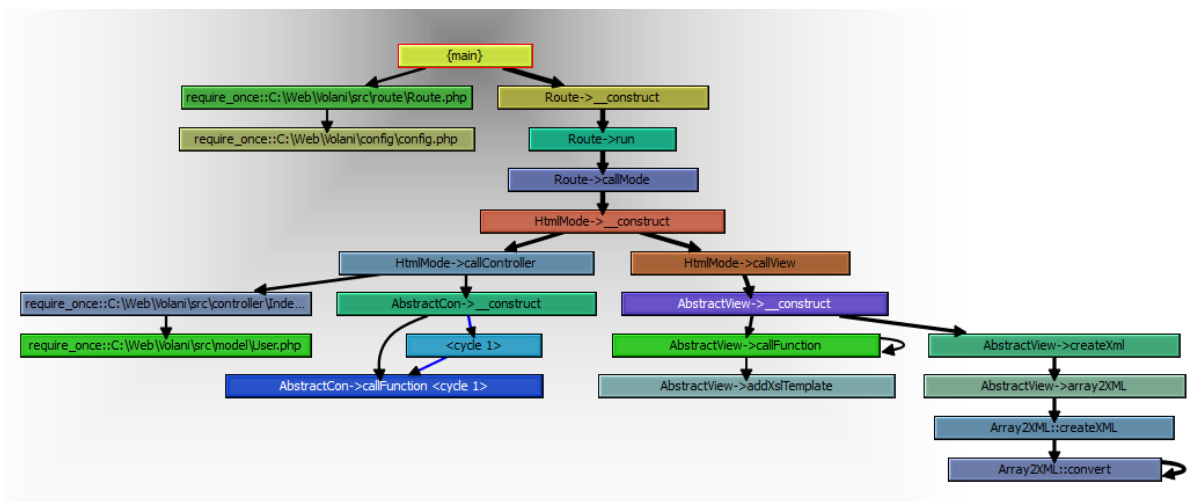 {main}
require_once::C:\Web\Volani\src\route\Route.php
Route->__construct
require_once::C:\Web\Volani\config\config.php
Route->run
Route->callMode
HtmlMode->__construct
HtmlMode->callController
HtmlMode->callView
require_once::C:\Web\Volani\src\controller\Inde...
AbstractCon->__construct
AbstractView->__construct
require_once::C:\Web\Volani\src\model\User.php
<cycle 1>
AbstractView->callFunction
AbstractView->createXml
AbstractCon->callFunction <cycle 1>
AbstractView->addXslTemplate
AbstractView->array2XML
Array2XML::createXML
Array2XML::convert